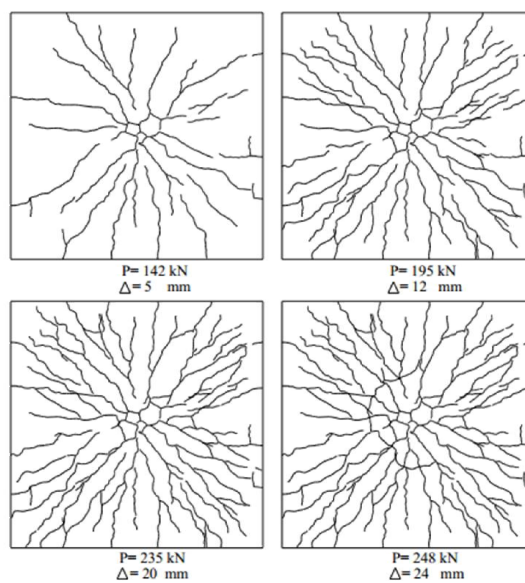 P= 142 kN
Δ= 5 mm
P= 195 kN
Δ= 12 mm
P= 235 kN
Δ= 20 mm
P= 248 kN
Δ= 24 mm